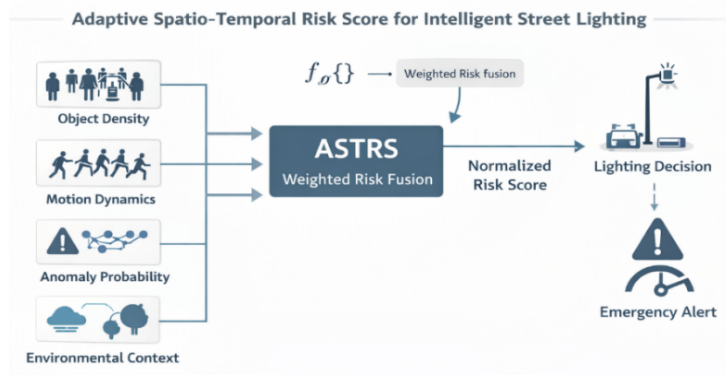 Adaptive Spatio-Temporal Risk Score for Intelligent Street Lighting
Object Density
Motion Dynamics
Anomaly Probability
Environmental Context
Weighted Risk fusion
ASTRS
Weighted Risk Fusion
Normalized
Risk Score
Lighting Decision
Emergency Alert